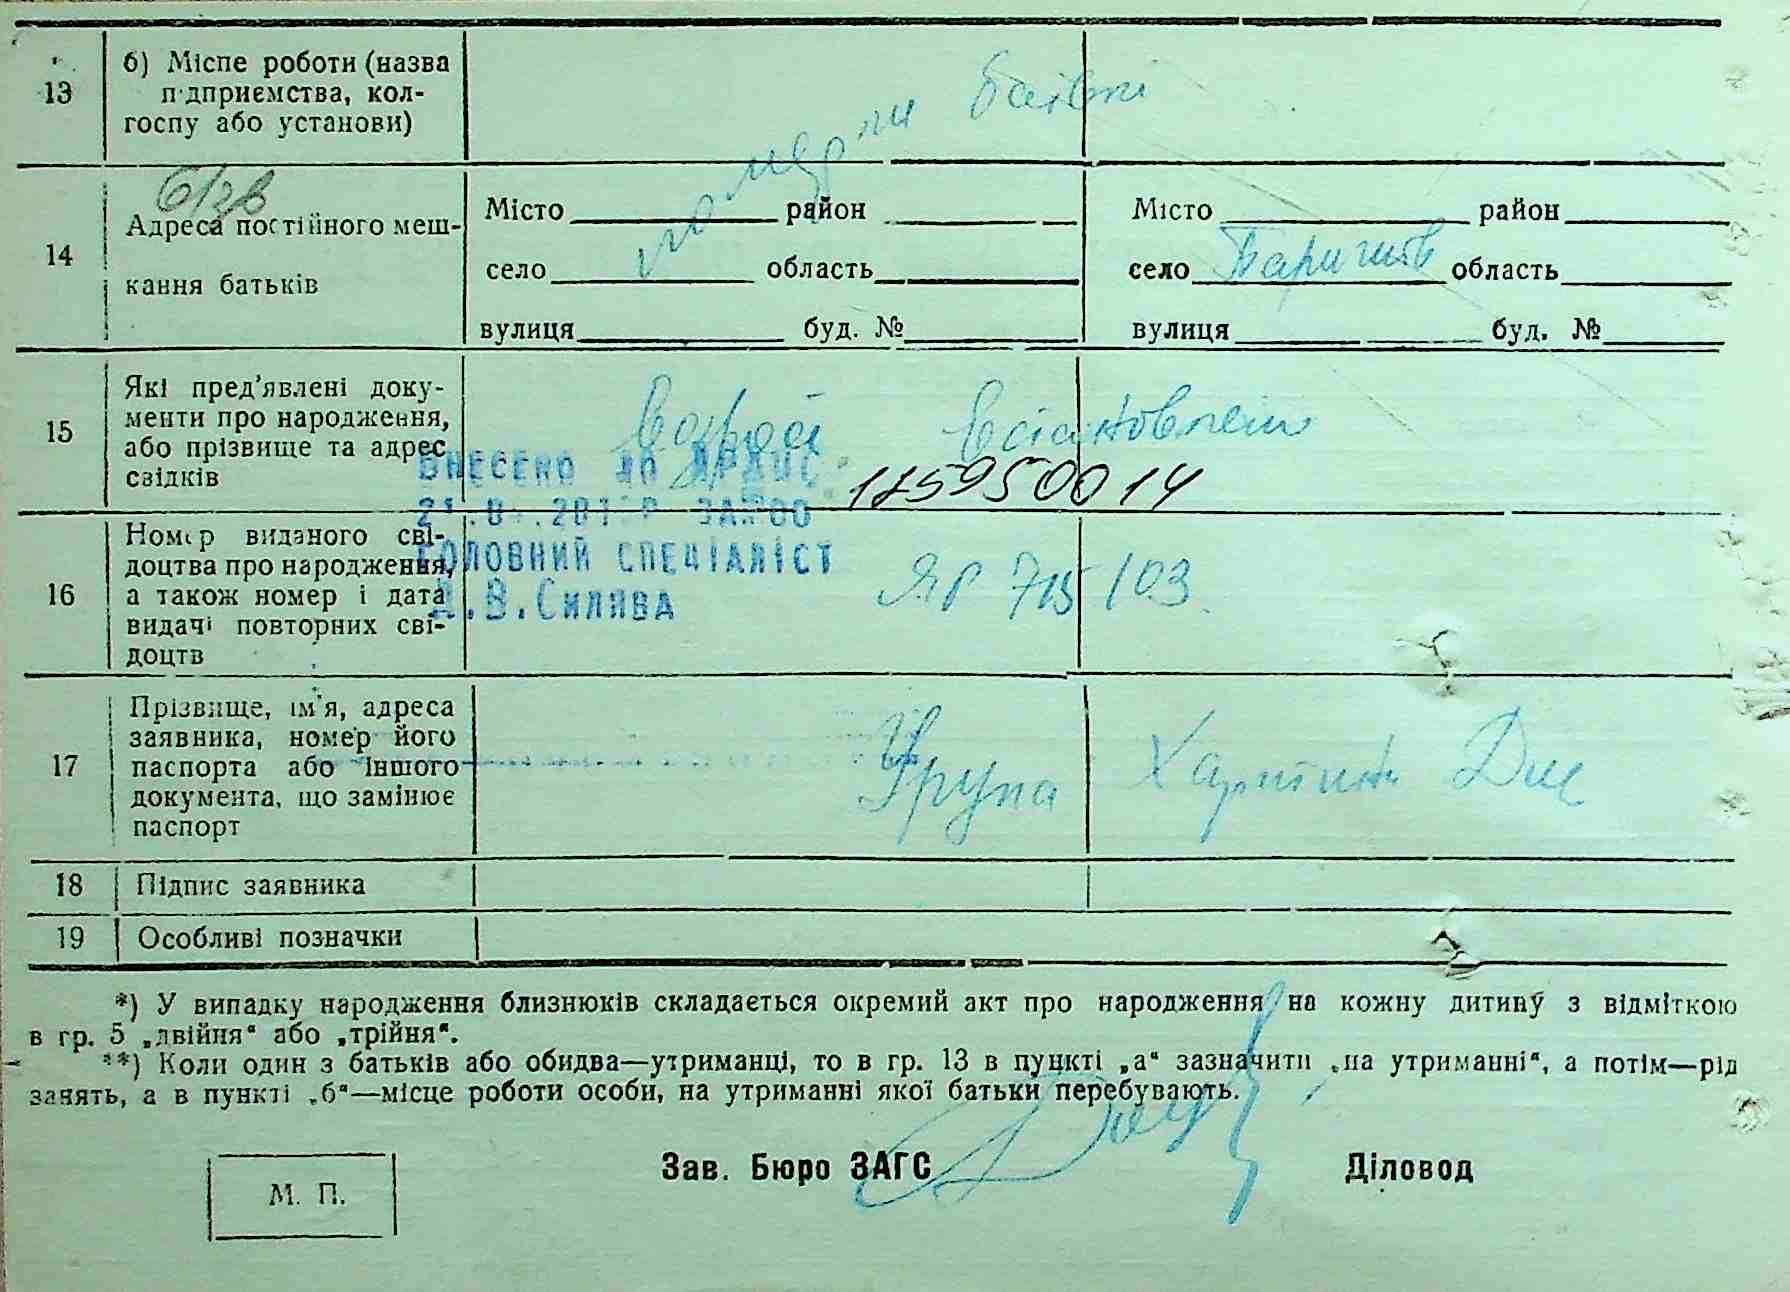 13
б) Місце роботи (назва
підприємства, кол-
госпу або установи)
померли батьки
14
Адреса постійного меш-
кання батьків
Місто район
село область
вулиця буд. №
Місто район
село область
вулиця буд. №
15
Які пред'явлені доку-
менти про народження,
або прізвище та адрес
свідків
ВНЕСЕНО ДО ДРАЦС
175950014
ГОЛОВНИЙ СПЕЦІАЛІСТ
Д.В.Силява
16
Номер виданого сві-
доцтва про народження,
а також номер і дата
видачі повторних сві-
доцтв
ЯР 715103
17
Прізвище, ім'я, адреса
заявника, номер його
паспорта або іншого
документа, що замінює
паспорт
18 Підпис заявника
19 Особливі позначки
*) У випадку народження близнюків складається окремий акт про народження на кожну дитину з відміткою
в гр. 5 „двійня“ або „трійня“.
**) Коли один з батьків або обидва—утриманці, то в гр. 13 в пункті „а“ зазначити „на утриманні“, а потім—рід
занять, а в пункті „б“—місце роботи особи, на утриманні якої батьки перебувають.
Зав. Бюро ЗАГС Діловод
М. П.